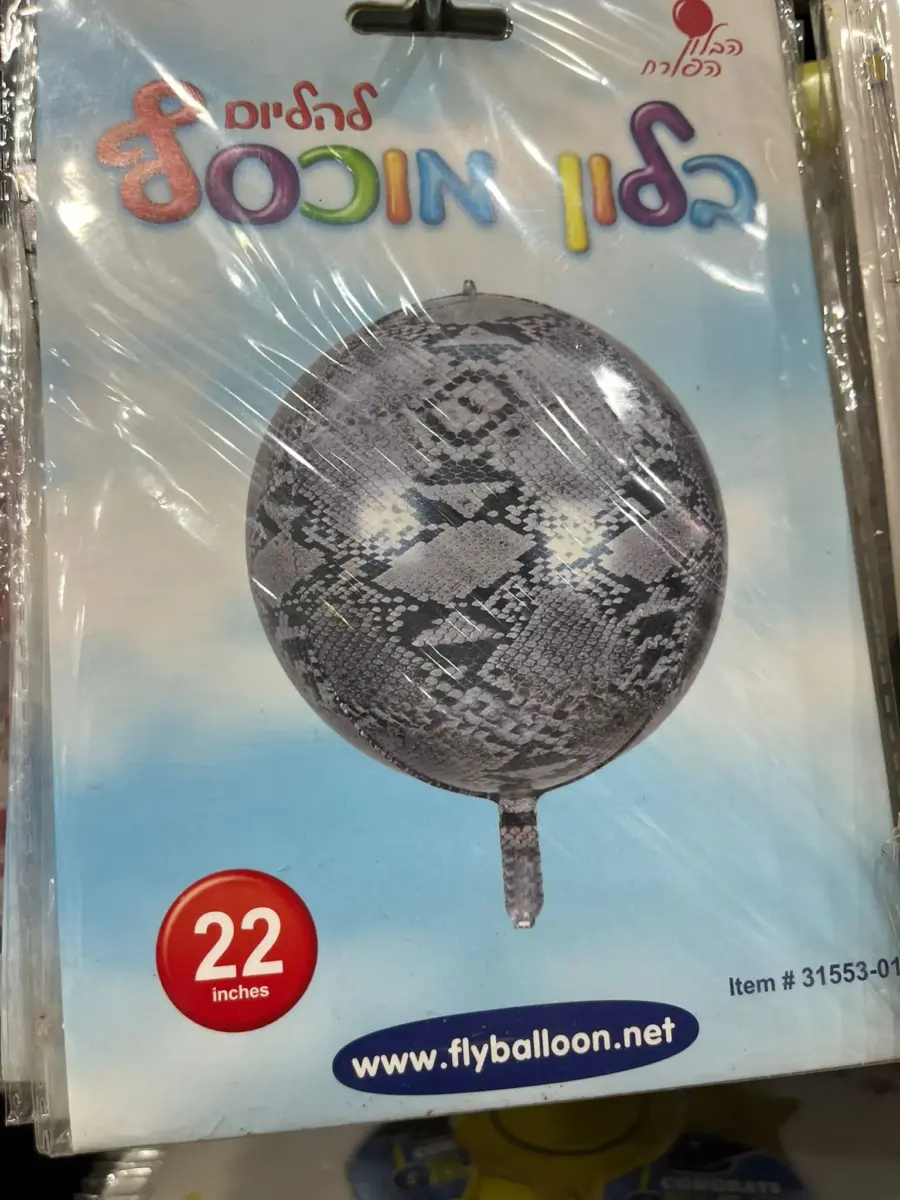 הבלון
הפורח
להליום
בלון מוכסף
22
inches
Item # 31553-01
www.flyballoon.net